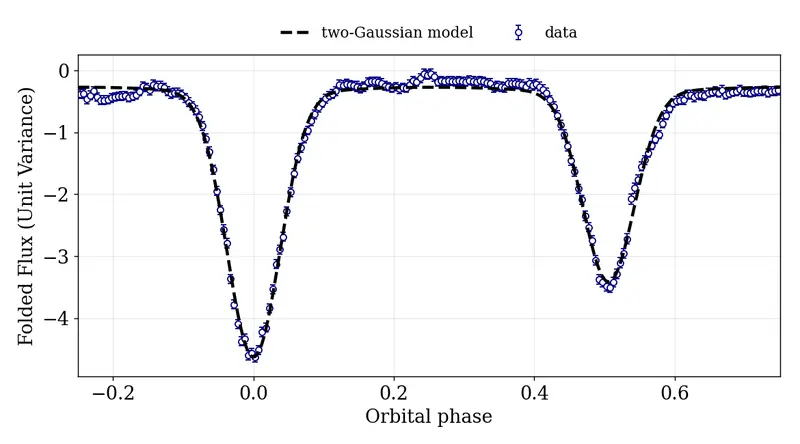 two-Gaussian model data
Folded Flux (Unit Variance)
0
−1
−2
−3
−4
−0.2 0.0 0.2 0.4 0.6
Orbital phase